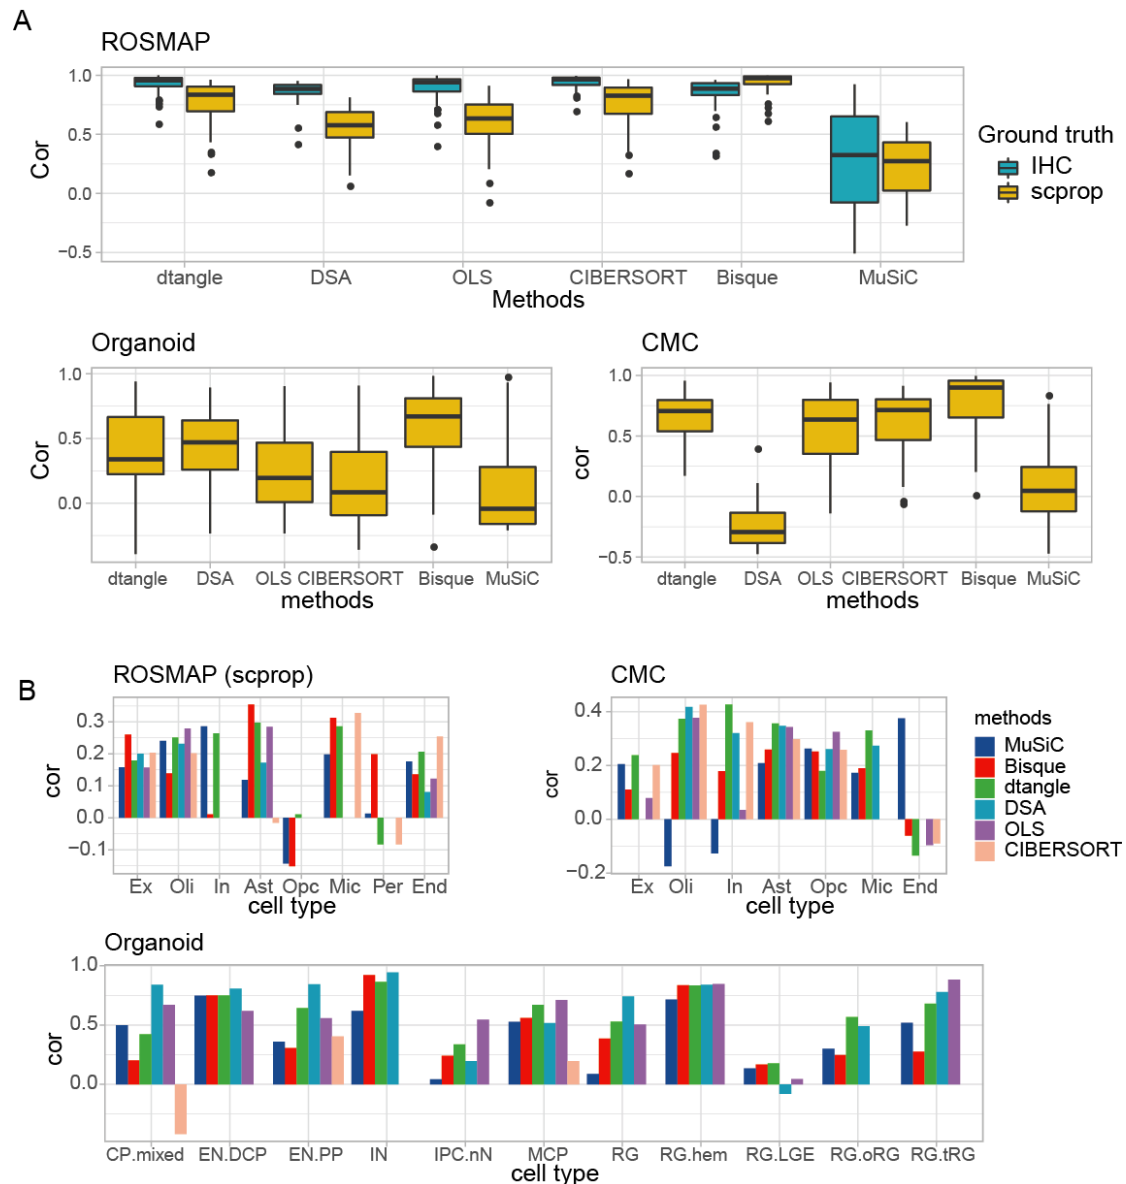 A
ROSMAP
1.0
0.5
0.0
−0.5
Cor
dtangle DSA OLS CIBERSORT Bisque MuSiC
Methods
Ground truth
IHC
scprop
Organoid
1.0
0.5
0.0
Cor
dtangle DSA OLS CIBERSORT Bisque MuSiC
methods
CMC
1.0
0.5
0.0
−0.5
cor
dtangle DSA OLS CIBERSORT Bisque MuSiC
methods
B
ROSMAP (scprop)
0.3
0.2
0.1
0.0
−0.1
cor
Ex Oli In Ast Opc Mic Per End
cell type
CMC
0.4
0.2
0.0
−0.2
cor
Ex Oli In Ast Opc Mic End
cell type
methods
MuSiC
Bisque
dtangle
DSA
OLS
CIBERSORT
Organoid
1.0
0.5
0.0
cor
CP.mixed EN.DCP EN.PP IN IPC.nN MCP RG RG.hem RG.LGE RG.oRG RG.tRG
cell type